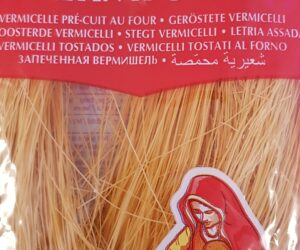 VERMICELLE PRÉ-CUIT AU FOUR • GERÖSTETE VERMICELLI
OOSTERDE VERMICELLI • STEGT VERMICELLI • LETRIA ASSADA
VERMICELLI TOSTADOS • VERMICELLI TOSTATI AL FORNO
ЗАПЕЧЕННАЯ ВЕРМИШЕЛЬ • شعيرية محمصة